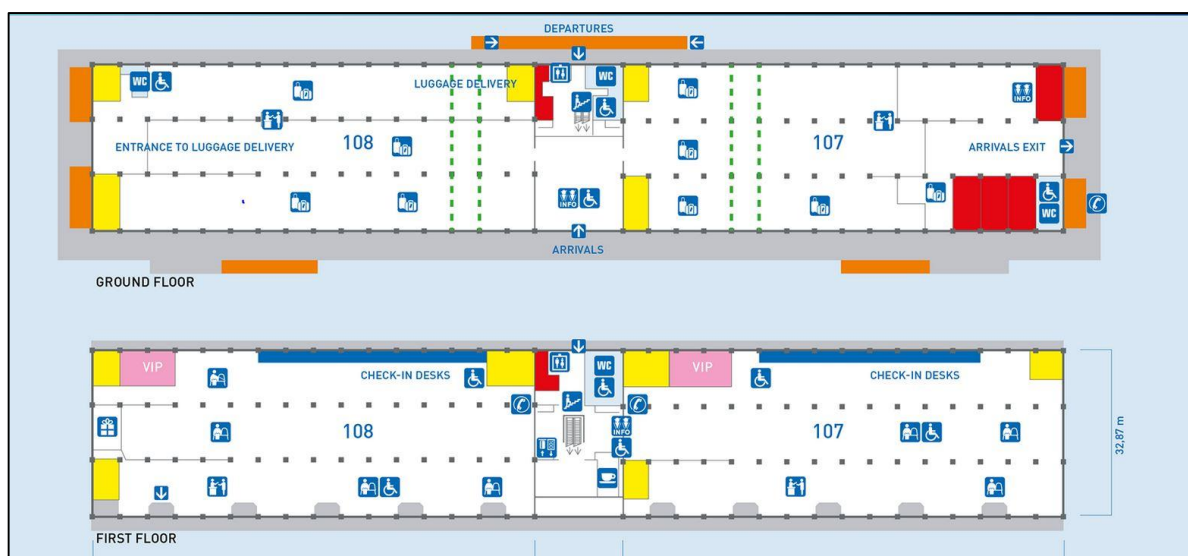 DEPARTURES
LUGGAGE DELIVERY
WC
WC
INFO
ENTRANCE TO LUGGAGE DELIVERY
108
107
ARRIVALS EXIT
INFO
WC
ARRIVALS
GROUND FLOOR
VIP
CHECK-IN DESKS
WC
VIP
CHECK-IN DESKS
108
INFO
107
32,87 m
FIRST FLOOR